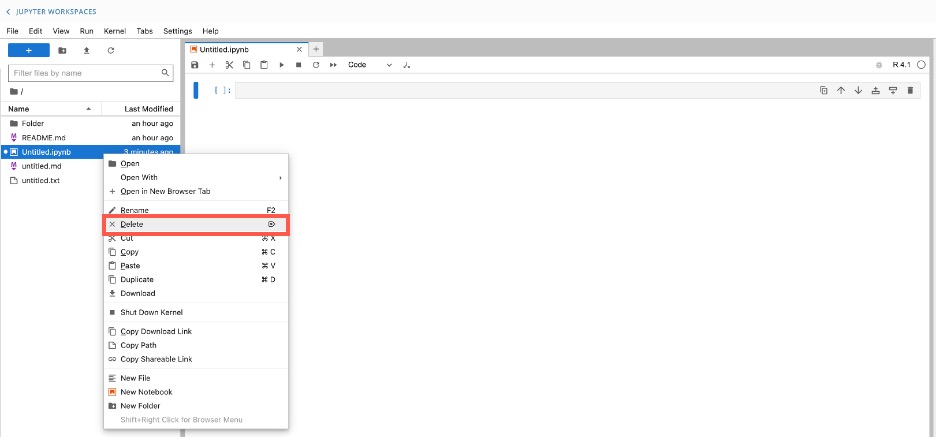 JUPYTER WORKSPACES
File Edit View Run Kernel Tabs Settings Help
+
Untitled.ipynb
Filter files by name
Code
R 4.1
/
[ ]:
Name Last Modified
Folder an hour ago
README.md an hour ago
Untitled.ipynb 3 minutes ago
untitled.md
untitled.txt
Open
Open With
Open in New Browser Tab
Rename F2
Delete
Cut ⌘ X
Copy ⌘ C
Paste ⌘ V
Duplicate ⌘ D
Download
Shut Down Kernel
Copy Download Link
Copy Path
Copy Shareable Link
New File
New Notebook
New Folder
Shift+Right Click for Browser Menu